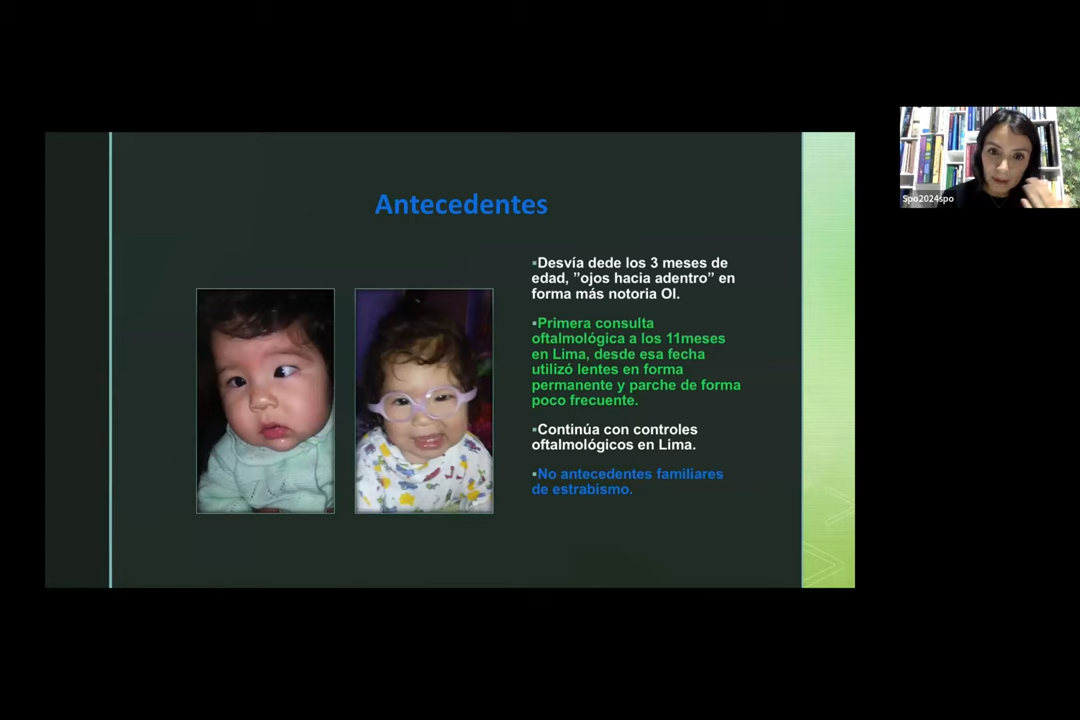 Antecedentes
▪Desvía dede los 3 meses de
edad, ”ojos hacia adentro” en
forma más notoria OI.
▪Primera consulta
oftalmológica a los 11meses
en Lima, desde esa fecha
utilizó lentes en forma
permanente y parche de forma
poco frecuente.
▪Continúa con controles
oftalmológicos en Lima.
▪No antecedentes familiares
de estrabismo.
Spo2024spo